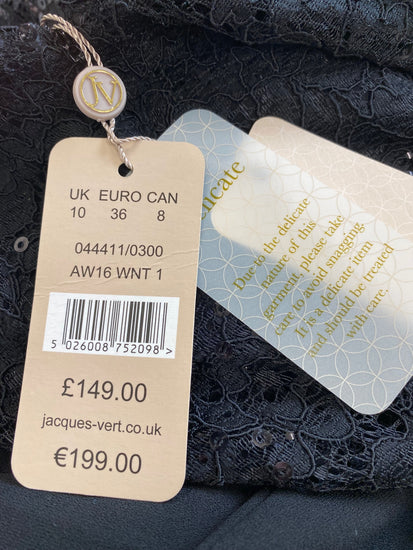 JV
UK EURO CAN
10 36 8
044411/0300
AW16 WNT 1
5 026008 752098 >
£149.00
jacques-vert.co.uk
€199.00
elicate
Due to the delicate
nature of this
garment please take
care to avoid snagging.
It is a delicate item
and should be treated
with care.